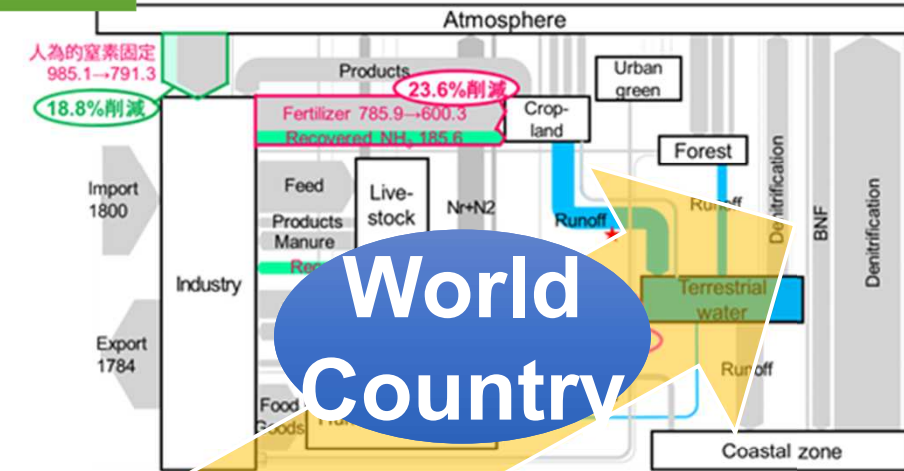 Atmosphere
人為的窒素固定
985.1→791.3
18.8%削減
Products
23.6%削減
Fertilizer 785.9→600.3
Recovered NH₃ 185.6
Crop-
land
Urban
green
Forest
Import
1800
Feed
Live-
stock
Nr+N2
Runoff
Runoff
Denitrification
BNF
Denitrification
Products
Manure
Industry
Terrestrial
water
World
Country
Export
1784
Runoff
Food
Goods
Coastal zone